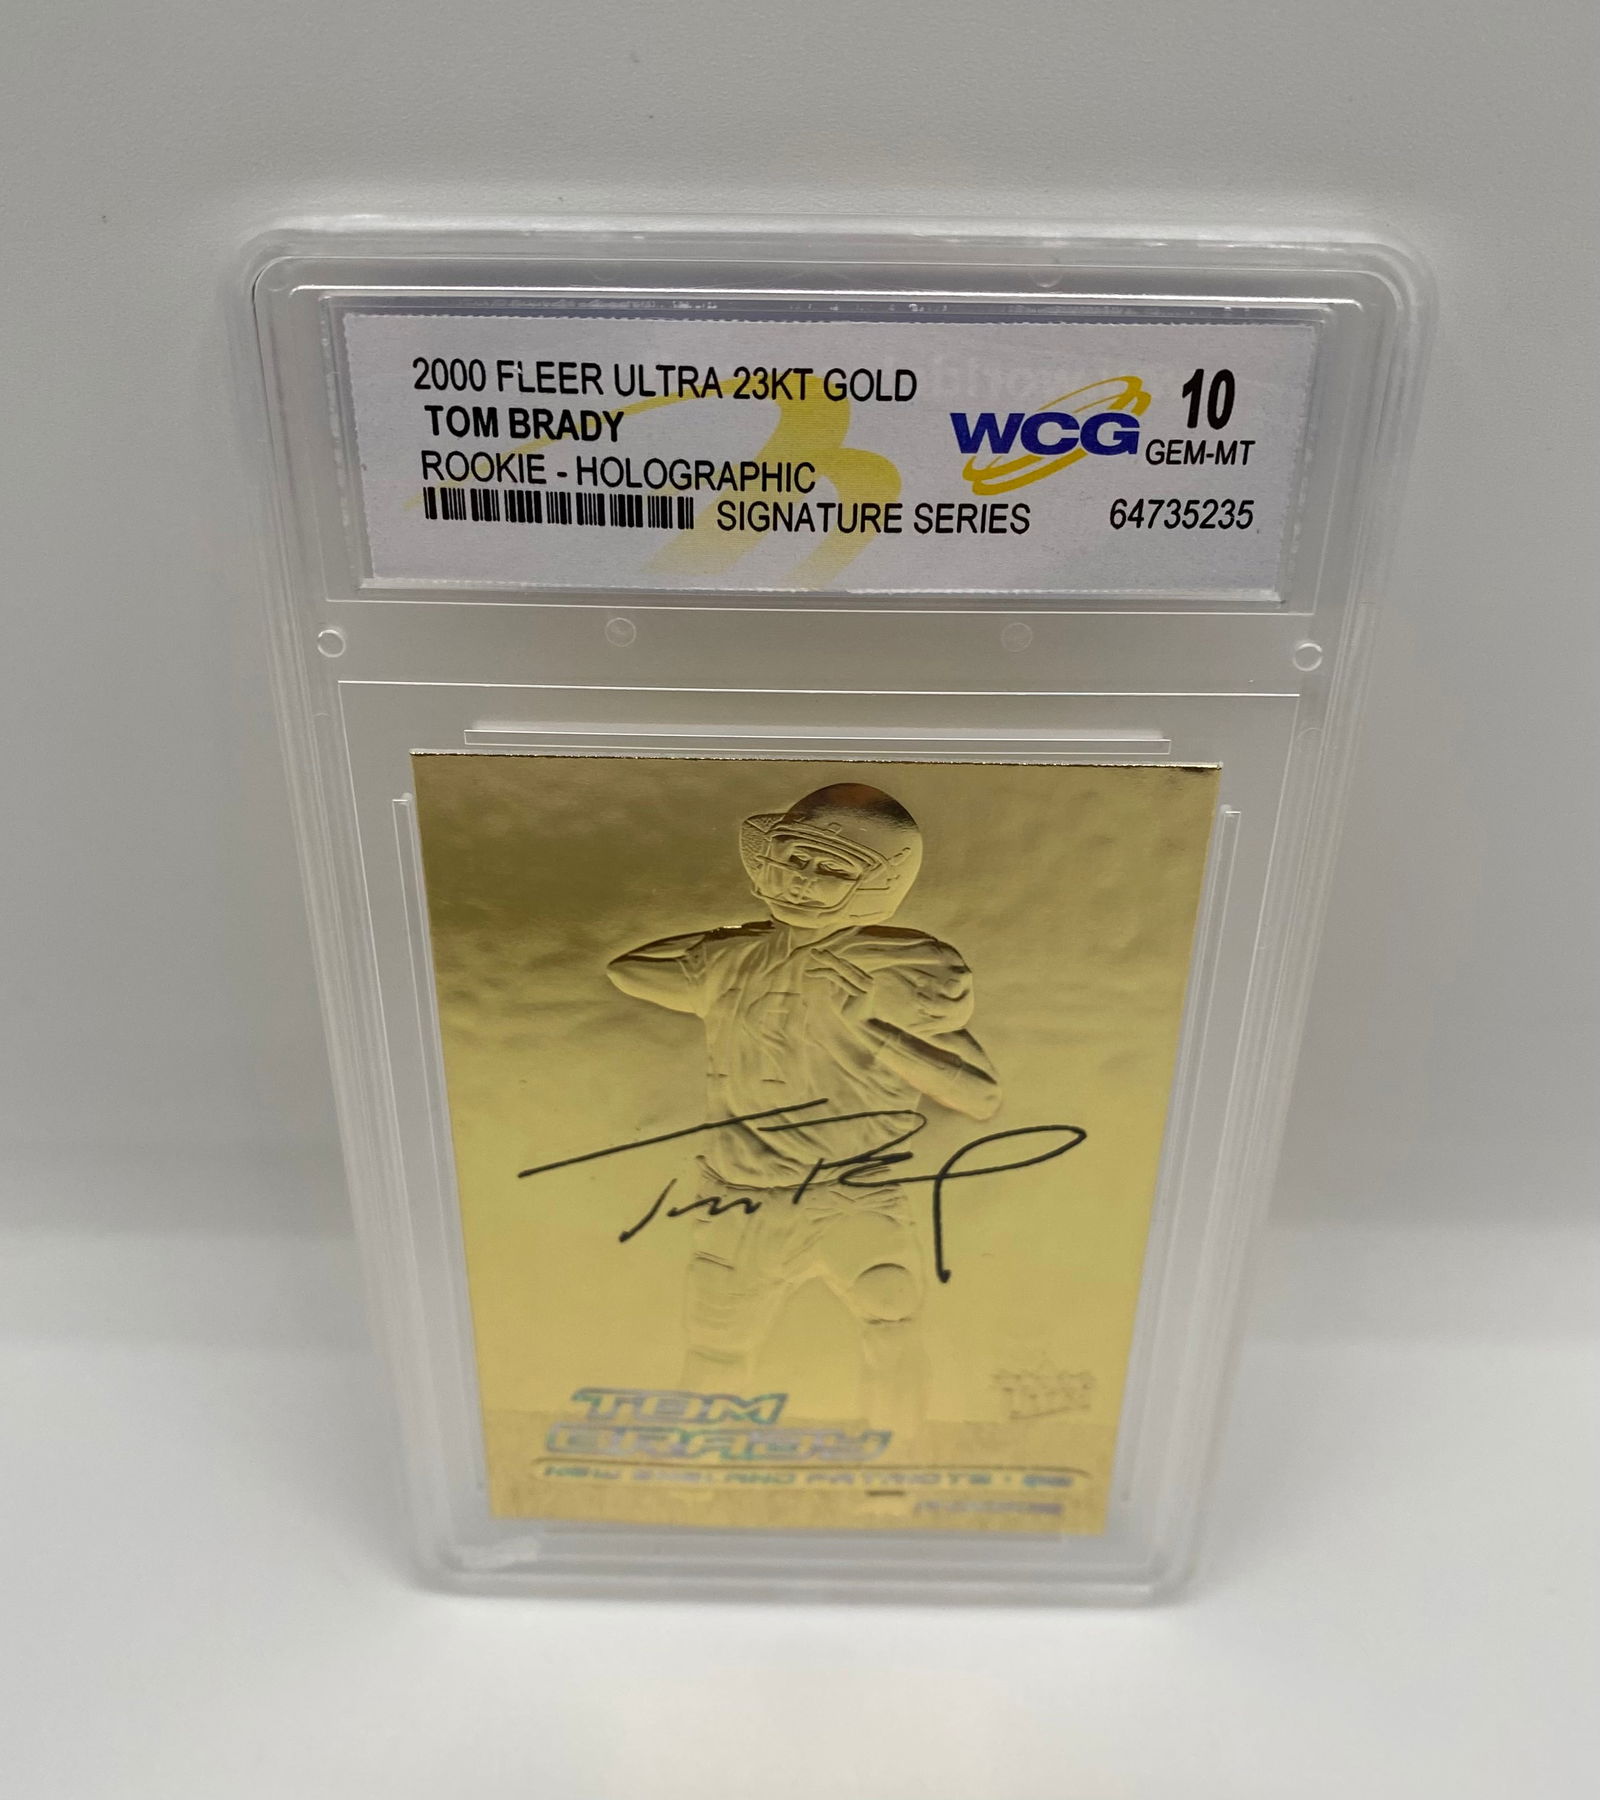 2000 FLEER ULTRA 23KT GOLD
TOM BRADY
ROOKIE - HOLOGRAPHIC
SIGNATURE SERIES
WCG
10
GEM-MT
64735235
TOM
BRADY
NEW ENGLAND PATRIOTS • QB